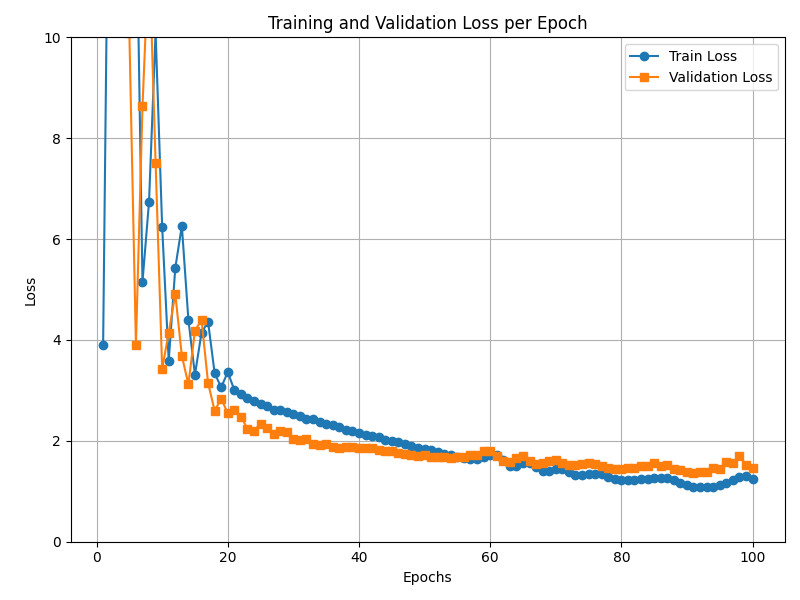 Training and Validation Loss per Epoch
Train Loss
Validation Loss
10
8
6
4
2
0
Loss
0 20 40 60 80 100
Epochs